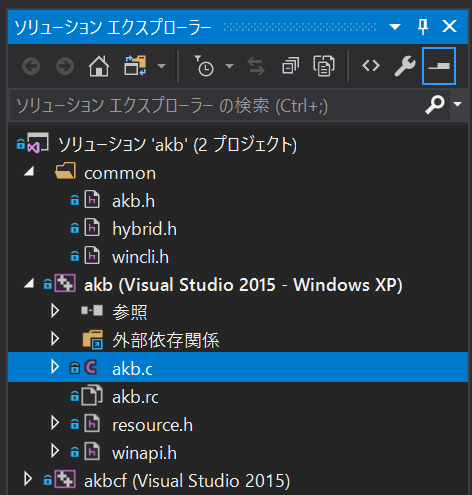 ソリューション エクスプローラー
ソリューション エクスプローラー の検索 (Ctrl+;)
ソリューション 'akb' (2 プロジェクト)
common
akb.h
hybrid.h
wincli.h
akb (Visual Studio 2015 - Windows XP)
参照
外部依存関係
akb.c
akb.rc
resource.h
winapi.h
akbcf (Visual Studio 2015)